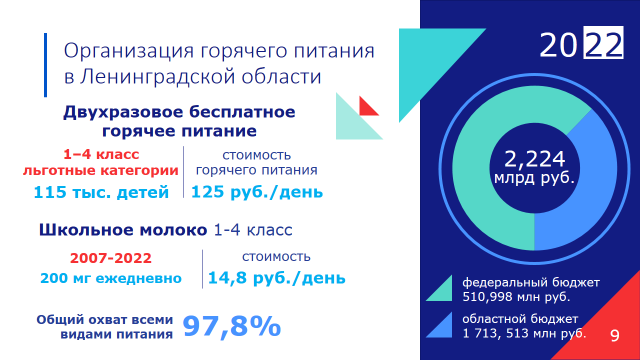 Организация горячего питания
в Ленинградской области
Двухразовое бесплатное
горячее питание
1–4 класс
льготные категории
115 тыс. детей
стоимость
горячего питания
125 руб./день
Школьное молоко 1-4 класс
2007-2022
200 мг ежедневно
стоимость
14,8 руб./день
Общий охват всеми
видами питания
97,8%
2022
2,224
млрд руб.
федеральный бюджет
510,998 млн руб.
областной бюджет
1 713, 513 млн руб.
9